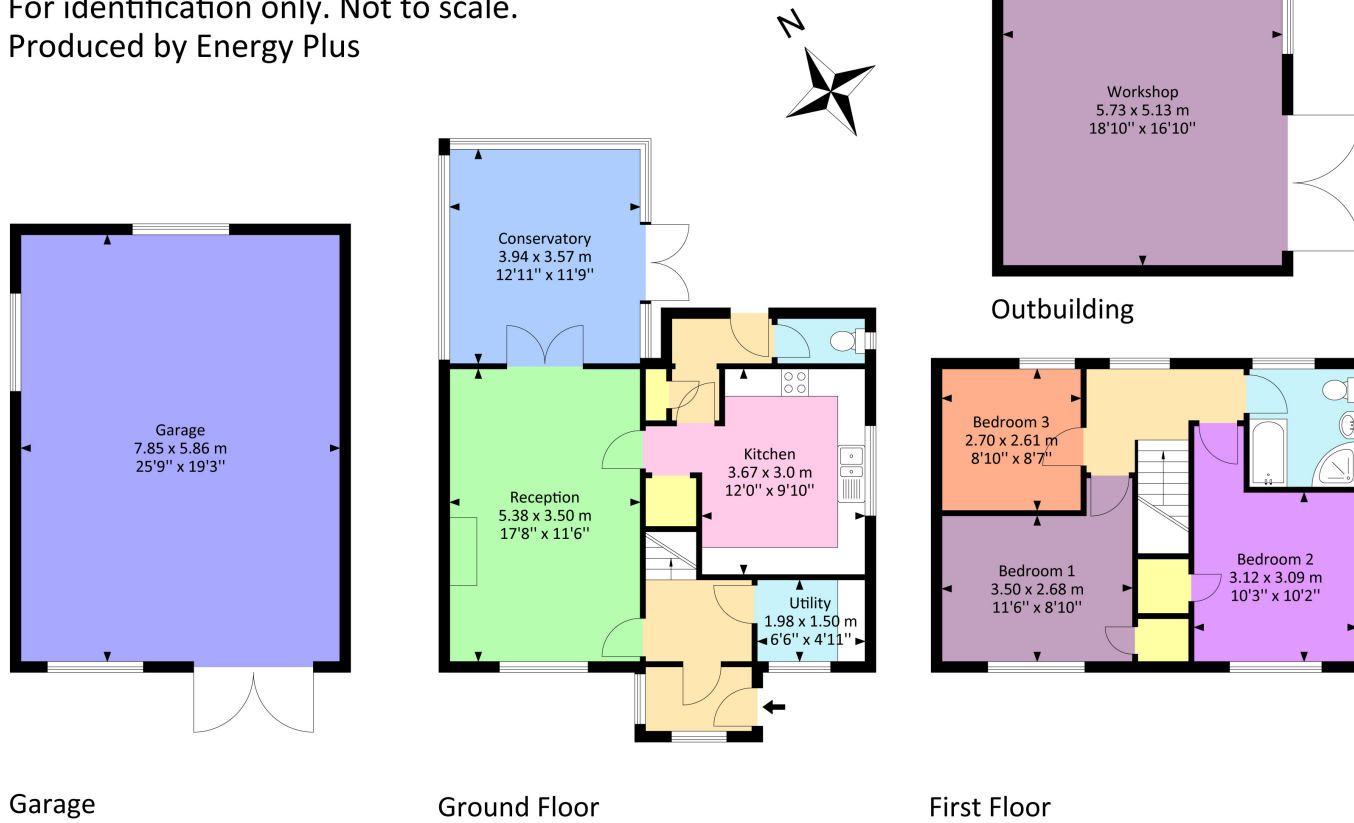 For identification only. Not to scale.
Produced by Energy Plus
N
Workshop
5.73 x 5.13 m
18'10'' x 16'10''
Outbuilding
Conservatory
3.94 x 3.57 m
12'11'' x 11'9''
Garage
7.85 x 5.86 m
25'9'' x 19'3''
Reception
5.38 x 3.50 m
17'8'' x 11'6''
Kitchen
3.67 x 3.0 m
12'0'' x 9'10''
Utility
1.98 x 1.50 m
6'6'' x 4'11''
Bedroom 3
2.70 x 2.61 m
8'10'' x 8'7''
Bedroom 1
3.50 x 2.68 m
11'6'' x 8'10''
Bedroom 2
3.12 x 3.09 m
10'3'' x 10'2''
Garage
Ground Floor
First Floor